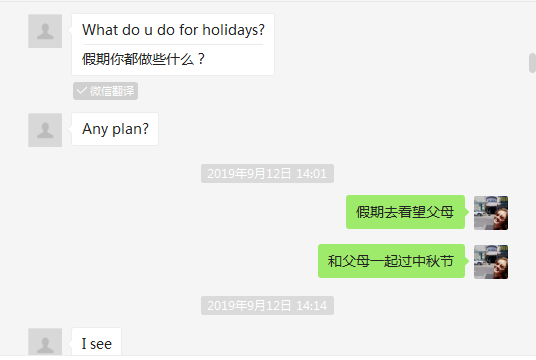 What do u do for holidays?
假期你都做些什么？
微信翻译
Any plan?
2019年9月12日 14:01
假期去看望父母
和父母一起过中秋节
2019年9月12日 14:14
I see